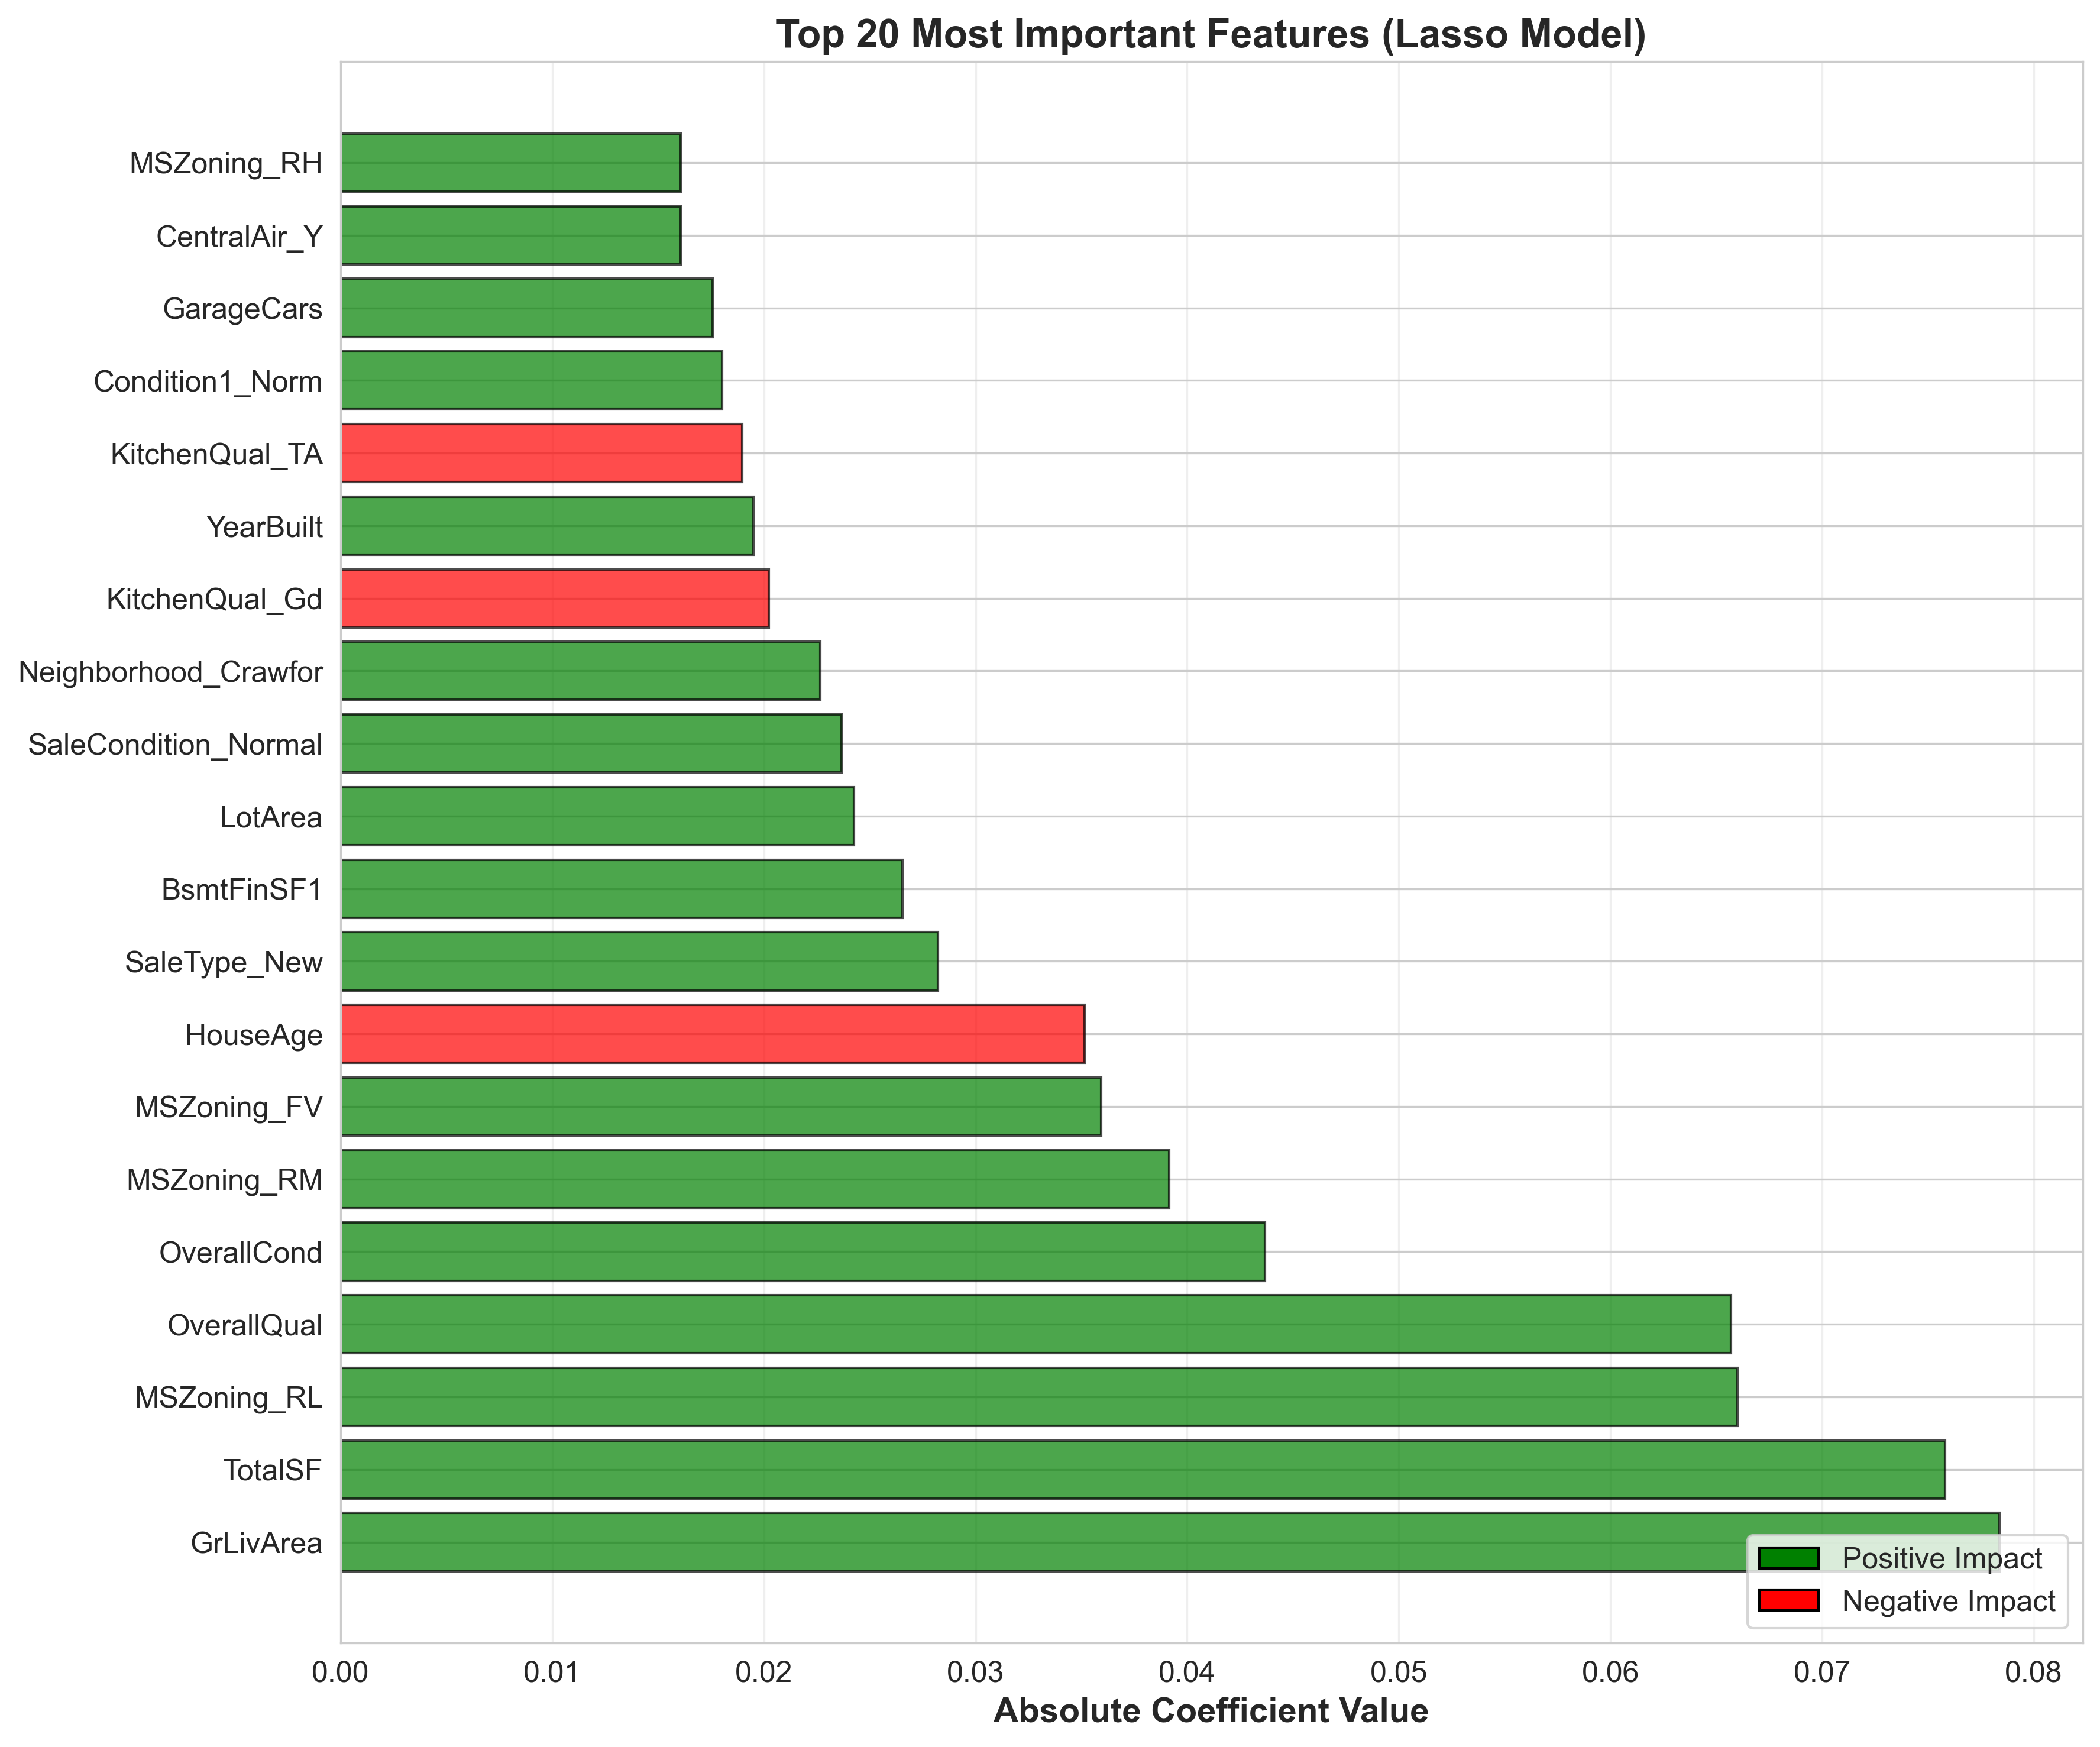 Top 20 Most Important Features (Lasso Model)
MSZoning_RH
CentralAir_Y
GarageCars
Condition1_Norm
KitchenQual_TA
YearBuilt
KitchenQual_Gd
Neighborhood_Crawfor
SaleCondition_Normal
LotArea
BsmtFinSF1
SaleType_New
HouseAge
MSZoning_FV
MSZoning_RM
OverallCond
OverallQual
MSZoning_RL
TotalSF
GrLivArea
Positive Impact
Negative Impact
0.00 0.01 0.02 0.03 0.04 0.05 0.06 0.07 0.08
Absolute Coefficient Value